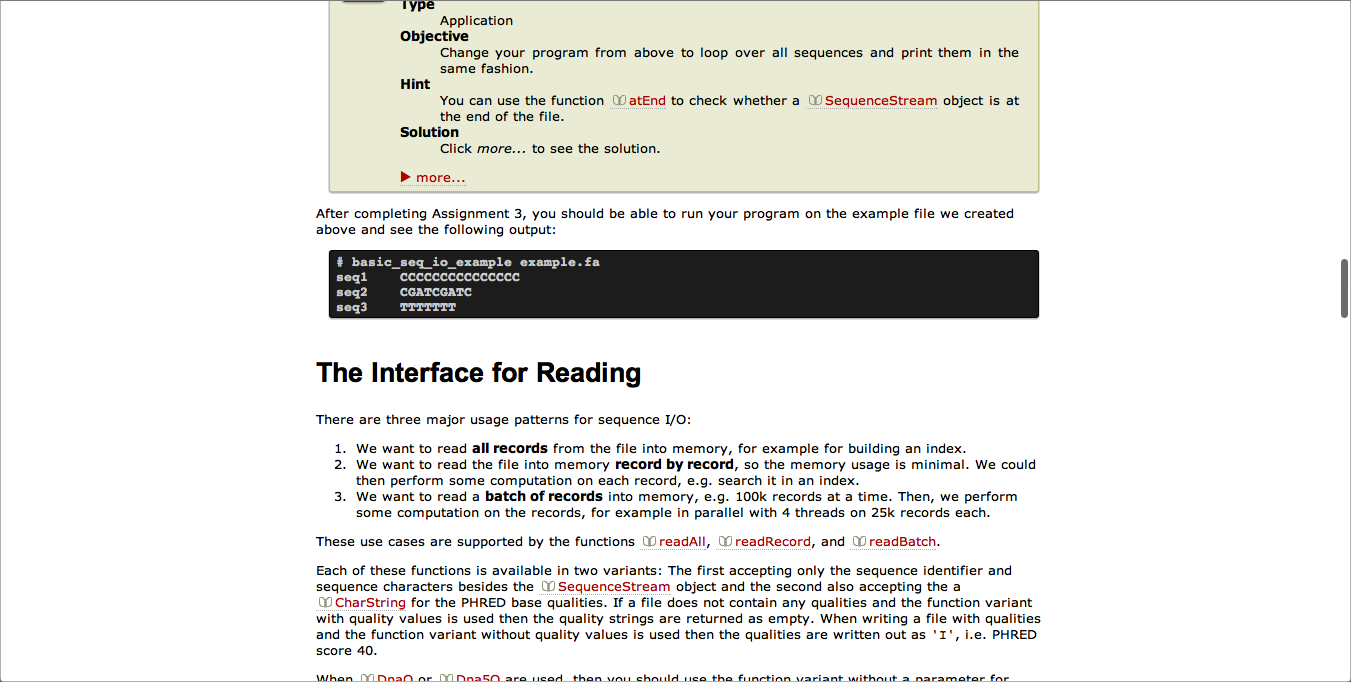 Type
Application
Objective
Change your program from above to loop over all sequences and print them in the
same fashion.
Hint
You can use the function atEnd to check whether a SequenceStream object is at
the end of the file.
Solution
Click more... to see the solution.
more...
After completing Assignment 3, you should be able to run your program on the example file we created
above and see the following output:
# basic_seq_io_example example.fa
seq1    CCCCCCCCCCCCCCC
seq2    CGATCGATC
seq3    TTTTTTT
The Interface for Reading
There are three major usage patterns for sequence I/O:
1. We want to read all records from the file into memory, for example for building an index.
2. We want to read the file into memory record by record, so the memory usage is minimal. We could
then perform some computation on each record, e.g. search it in an index.
3. We want to read a batch of records into memory, e.g. 100k records at a time. Then, we perform
some computation on the records, for example in parallel with 4 threads on 25k records each.
These use cases are supported by the functions readAll, readRecord, and readBatch.
Each of these functions is available in two variants: The first accepting only the sequence identifier and
sequence characters besides the SequenceStream object and the second also accepting the a
CharString for the PHRED base qualities. If a file does not contain any qualities and the function variant
with quality values is used then the quality strings are returned as empty. When writing a file with qualities
and the function variant without quality values is used then the qualities are written out as 'I', i.e. PHRED
score 40.
When DnaQ or Dna5Q are used, then you should use the function variant without a parameter for